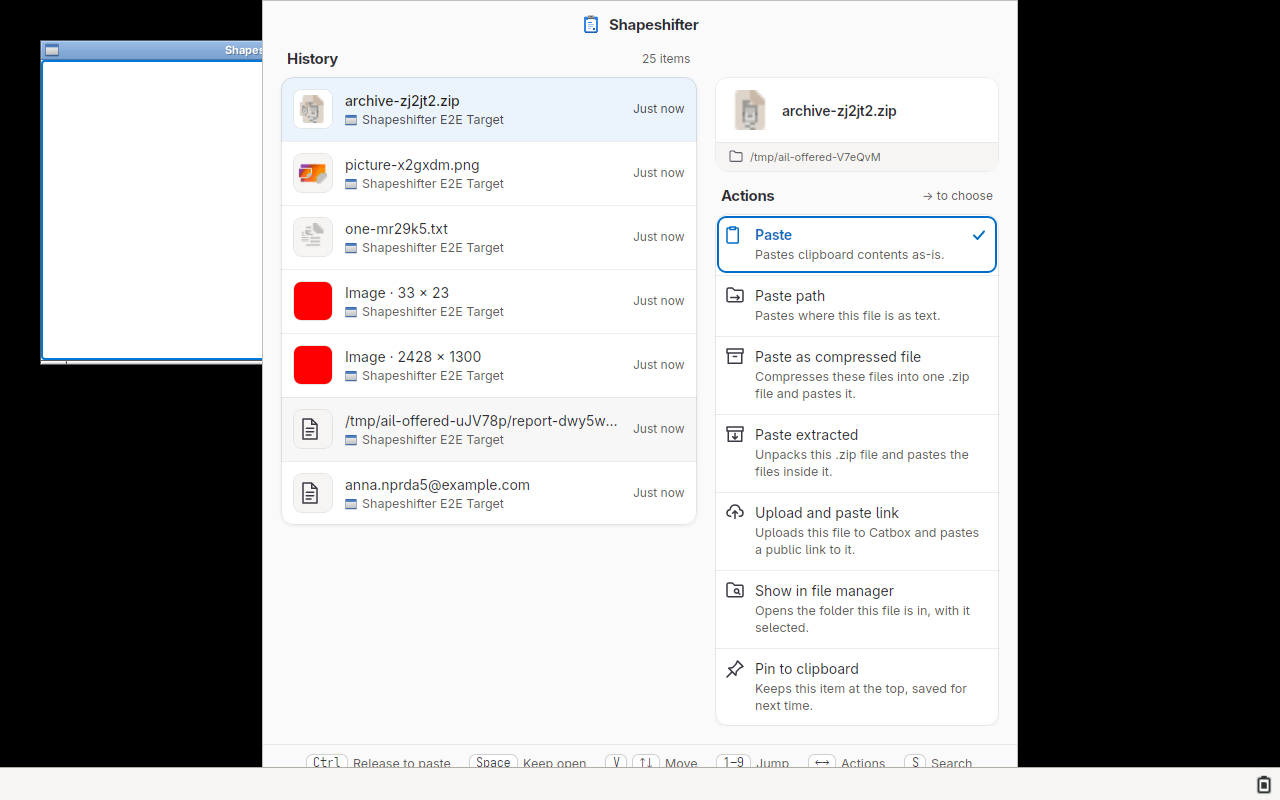 Shapeshifter
History
25 items
archive-zj2jt2.zip
Shapeshifter E2E Target
Just now
picture-x2gxdm.png
Shapeshifter E2E Target
Just now
one-mr29k5.txt
Shapeshifter E2E Target
Just now
Image · 33 × 23
Shapeshifter E2E Target
Just now
Image · 2428 × 1300
Shapeshifter E2E Target
Just now
/tmp/ail-offered-uJV78p/report-dwy5w...
Shapeshifter E2E Target
Just now
anna.nprda5@example.com
Shapeshifter E2E Target
Just now
archive-zj2jt2.zip
/tmp/ail-offered-V7eQvM
Actions
→ to choose
Paste
Pastes clipboard contents as-is.
Paste path
Pastes where this file is as text.
Paste as compressed file
Compresses these files into one .zip
file and pastes it.
Paste extracted
Unpacks this .zip file and pastes the
files inside it.
Upload and paste link
Uploads this file to Catbox and pastes
a public link to it.
Show in file manager
Opens the folder this file is in, with it
selected.
Pin to clipboard
Keeps this item at the top, saved for
next time.
Ctrl Release to paste Space Keep open V ↑↓ Move 1–9 Jump ↔ Actions S Search